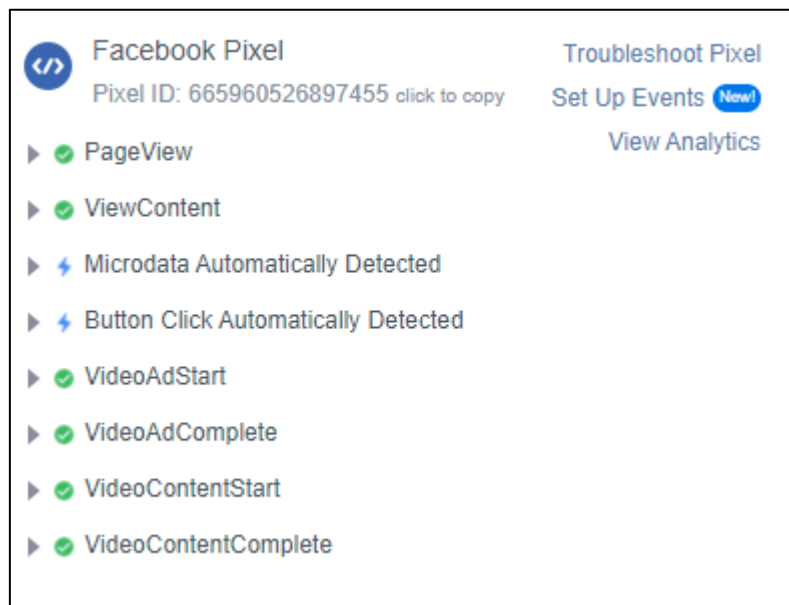 Facebook Pixel
Pixel ID: 665960526897455 click to copy
Troubleshoot Pixel
Set Up Events New!
View Analytics
PageView
ViewContent
Microdata Automatically Detected
Button Click Automatically Detected
VideoAdStart
VideoAdComplete
VideoContentStart
VideoContentComplete